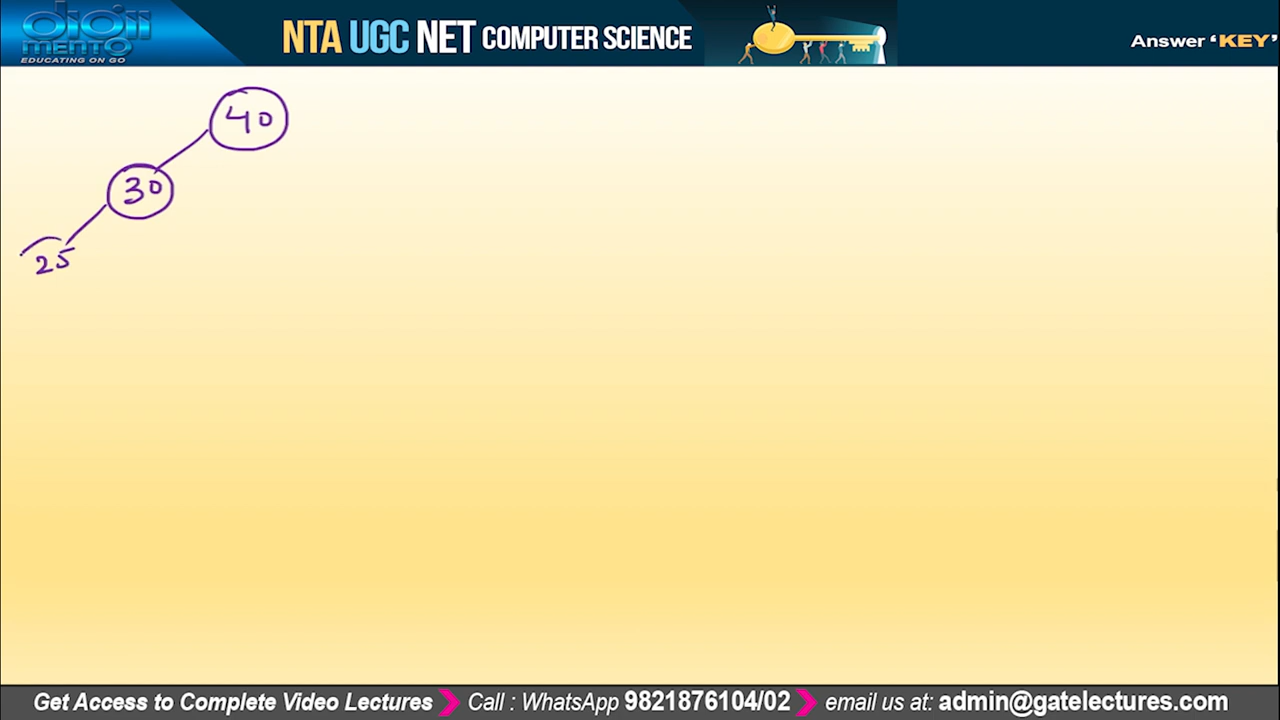 digiimento
EDUCATING ON GO
NTA UGC NET COMPUTER SCIENCE
Answer ‘KEY’
40
30
25
Get Access to Complete Video Lectures
Call : WhatsApp 9821876104/02
email us at: admin@gatelectures.com